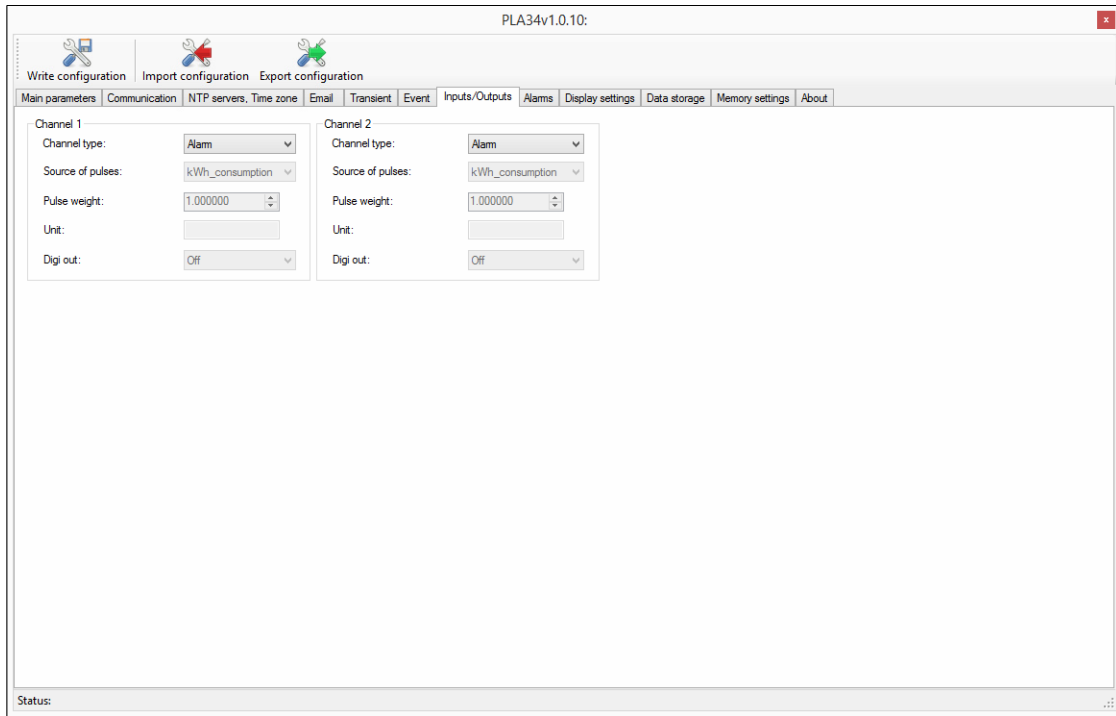 PLA34v1.0.10:
x
Write configuration Import configuration Export configuration
Main parameters Communication NTP servers, Time zone Email Transient Event Inputs/Outputs Alarms Display settings Data storage Memory settings About
Channel 1 Channel 2
Channel type: Alarm Channel type: Alarm
Source of pulses: kWh_consumption Source of pulses: kWh_consumption
Pulse weight: 1.000000 Pulse weight: 1.000000
Unit: Unit:
Digi out: Off Digi out: Off
Status: